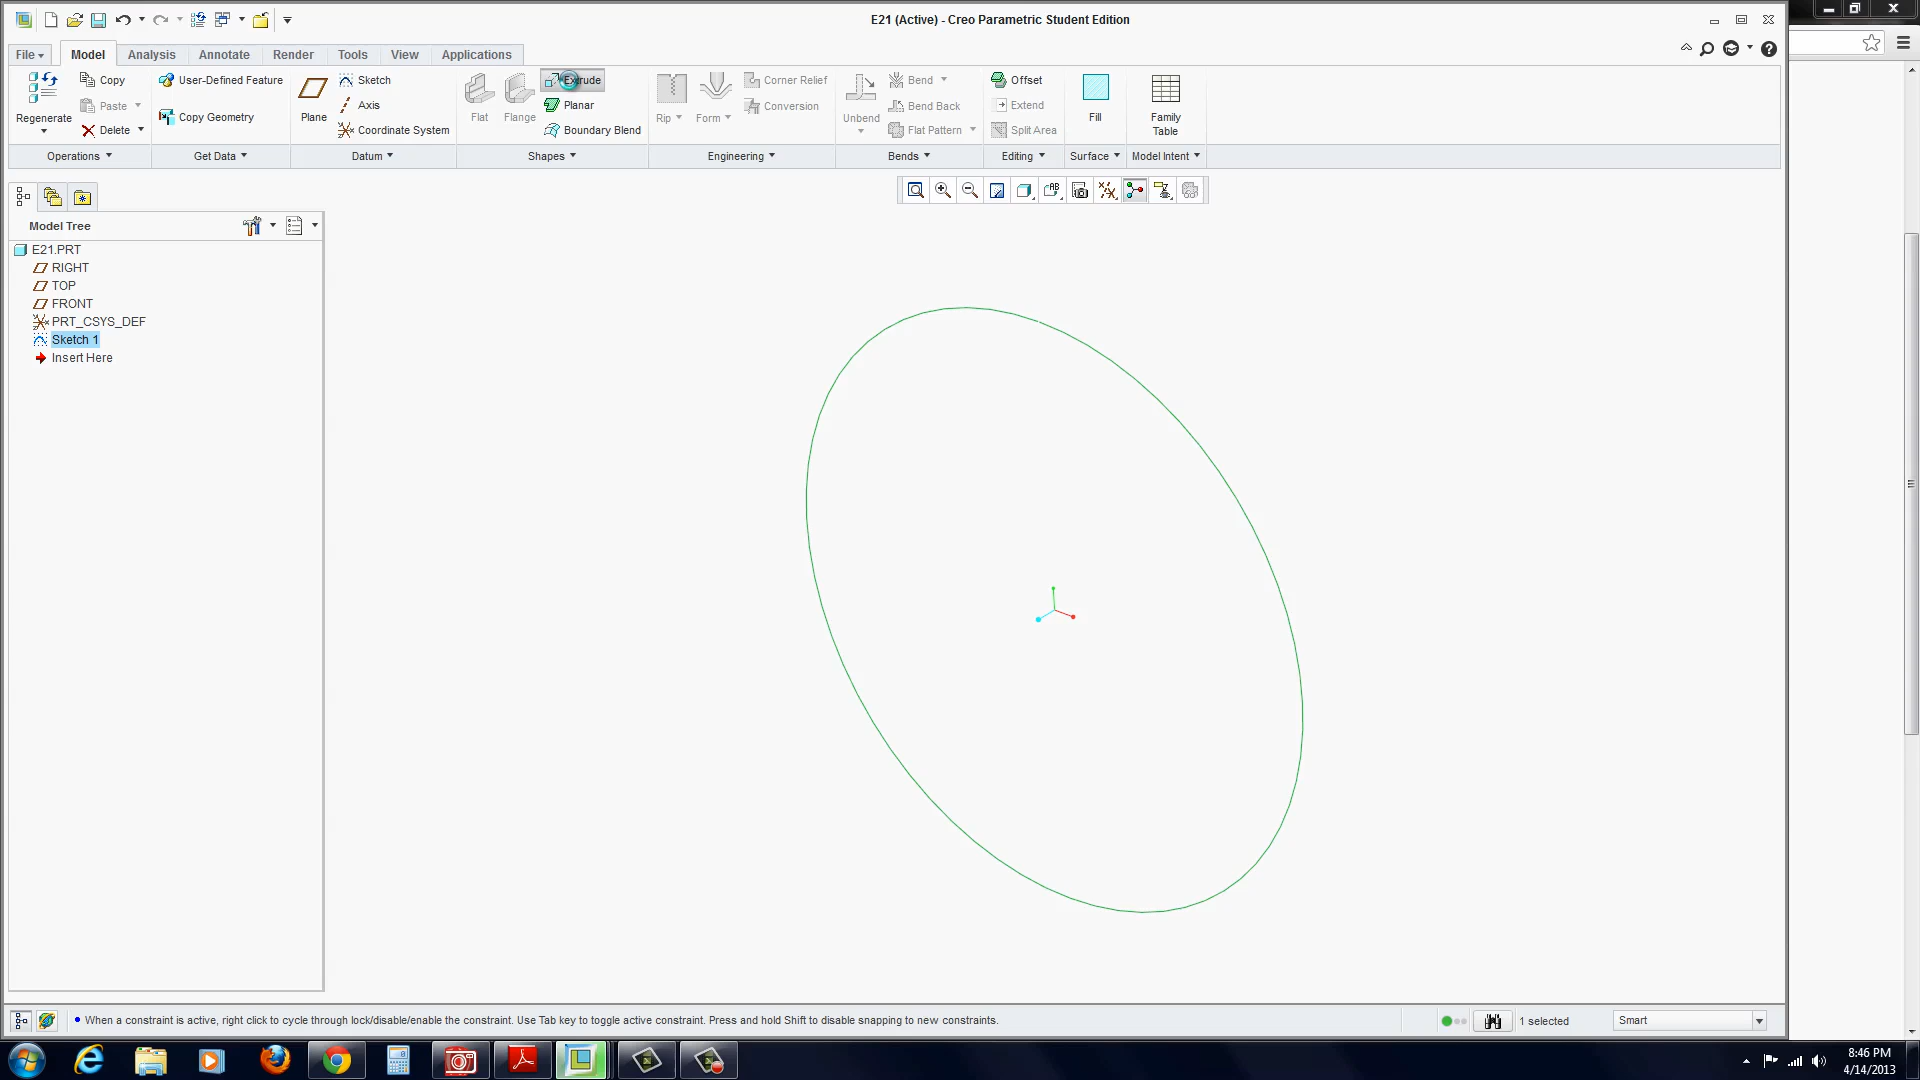 E21 (Active) - Creo Parametric Student Edition
File Model Analysis Annotate Render Tools View Applications
Regenerate Copy Paste Delete
User-Defined Feature Copy Geometry
Plane Sketch Axis Coordinate System
Flat Flange Extrude Planar Boundary Blend
Rip Form Corner Relief Conversion
Unbend Bend Bend Back Flat Pattern
Offset Extend Split Area
Fill
Family Table
Operations Get Data Datum Shapes Engineering Bends Editing Surface Model Intent
Model Tree
E21.PRT
RIGHT
TOP
FRONT
PRT_CSYS_DEF
Sketch 1
Insert Here
When a constraint is active, right click to cycle through lock/disable/enable the constraint. Use Tab key to toggle active constraint. Press and hold Shift to disable snapping to new constraints.
1 selected
Smart
8:46 PM
4/14/2013